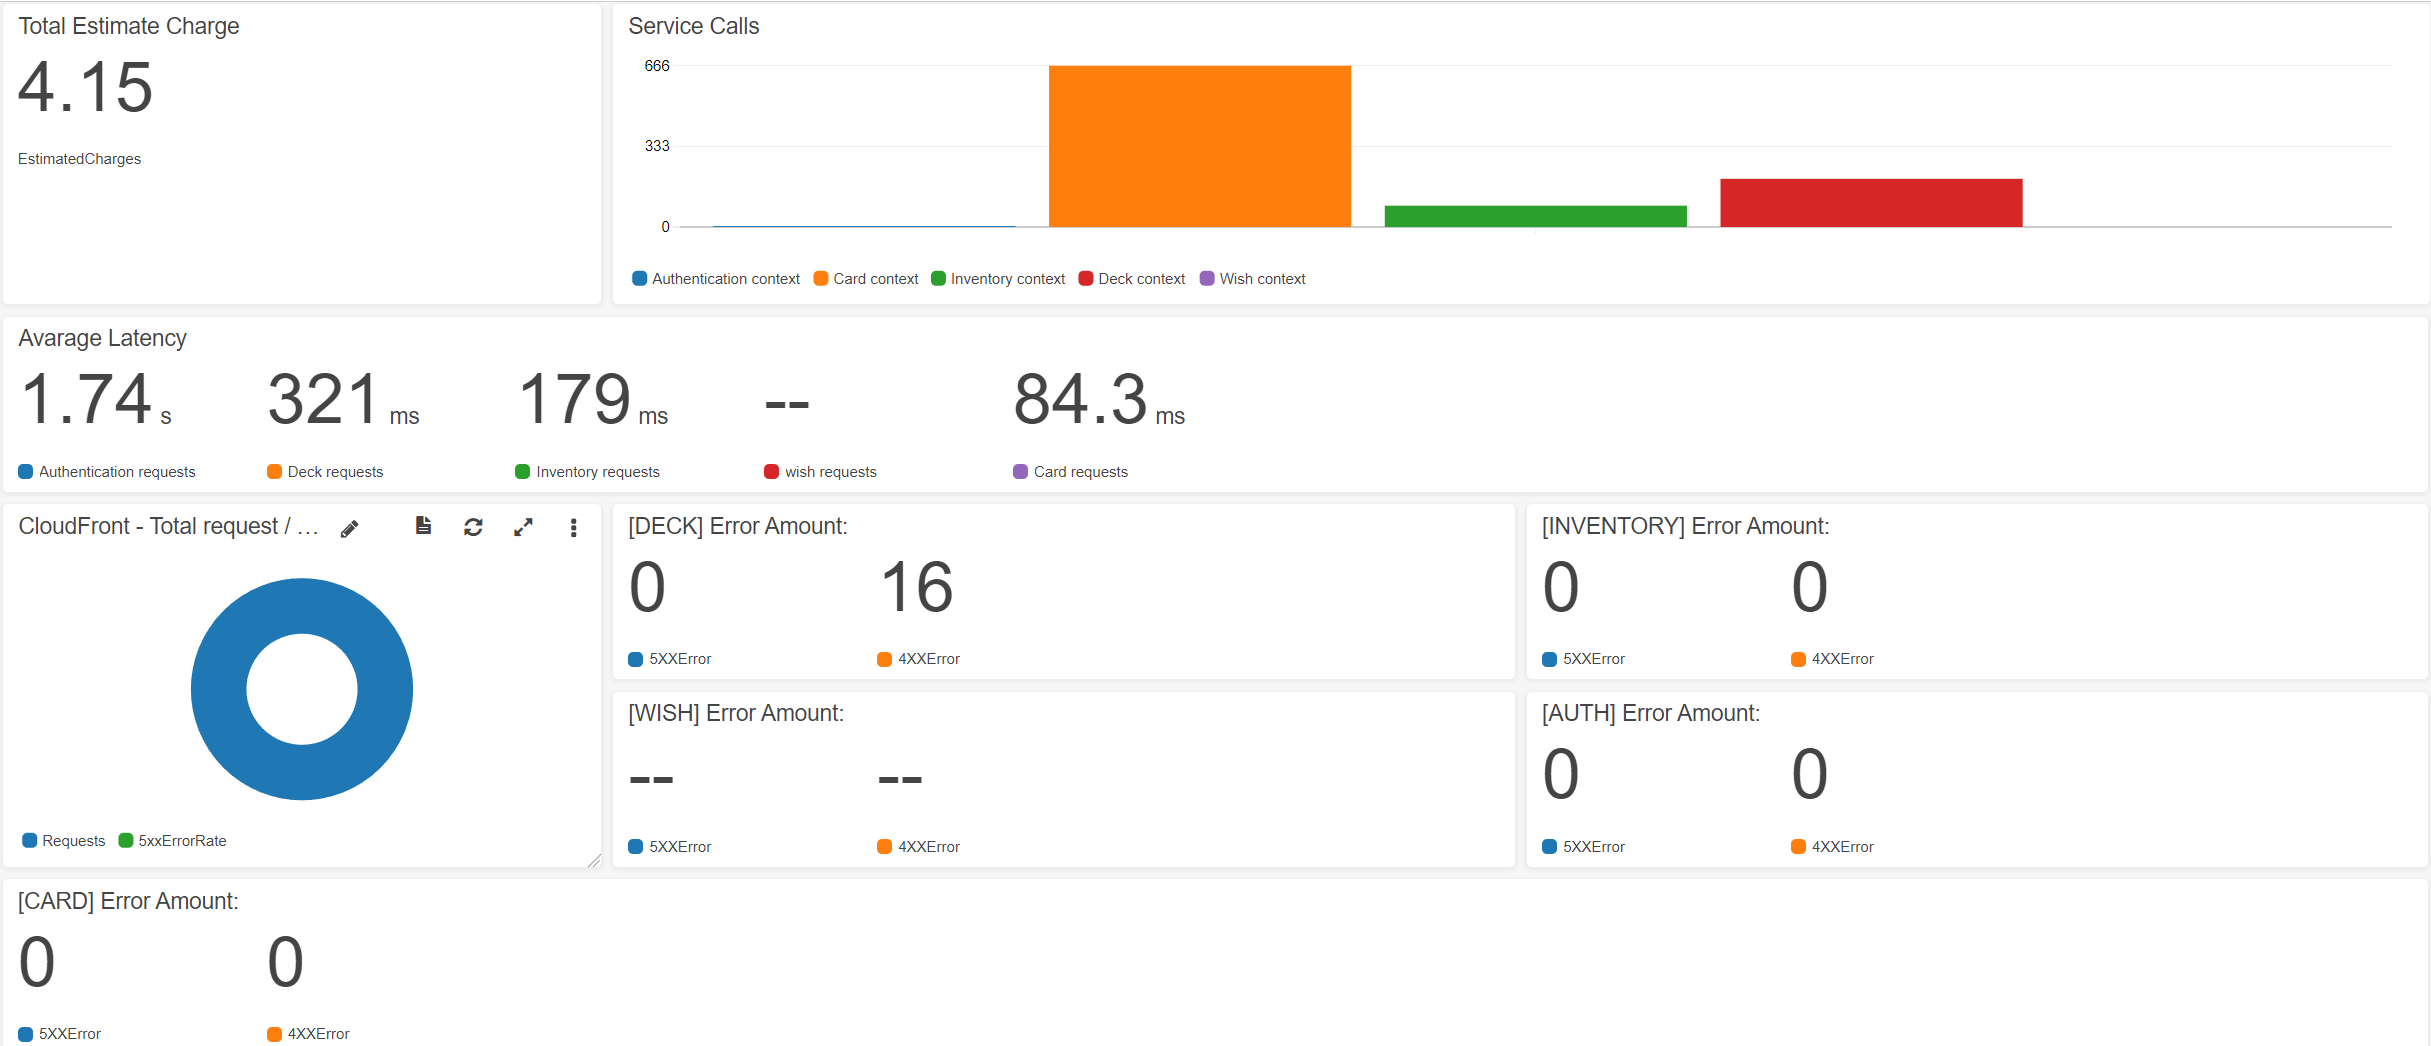 Total Estimate Charge
4.15
EstimatedCharges
Service Calls
666
333
0
Authentication context Card context Inventory context Deck context Wish context
Avarage Latency
1.74 s 321 ms 179 ms -- 84.3 ms
Authentication requests Deck requests Inventory requests wish requests Card requests
CloudFront - Total request / ...
Requests 5xxErrorRate
[DECK] Error Amount:
0 16
5XXError 4XXError
[INVENTORY] Error Amount:
0 0
5XXError 4XXError
[WISH] Error Amount:
-- --
5XXError 4XXError
[AUTH] Error Amount:
0 0
5XXError 4XXError
[CARD] Error Amount:
0 0
5XXError 4XXError